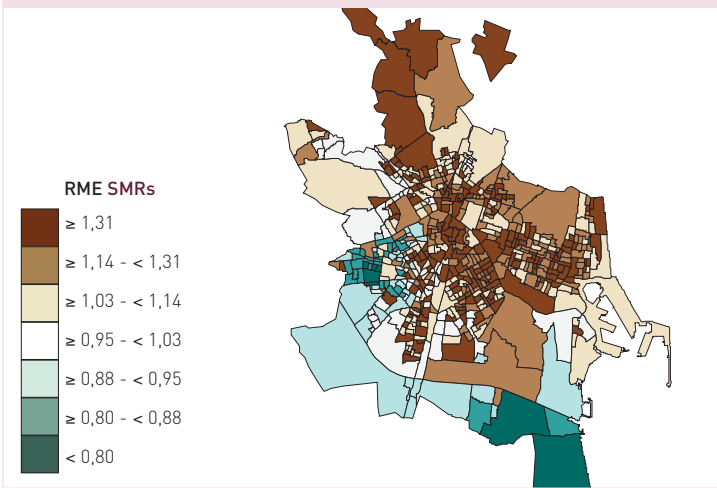 RME SMRs
≥ 1,31
≥ 1,14 - < 1,31
≥ 1,03 - < 1,14
≥ 0,95 - < 1,03
≥ 0,88 - < 0,95
≥ 0,80 - < 0,88
< 0,80